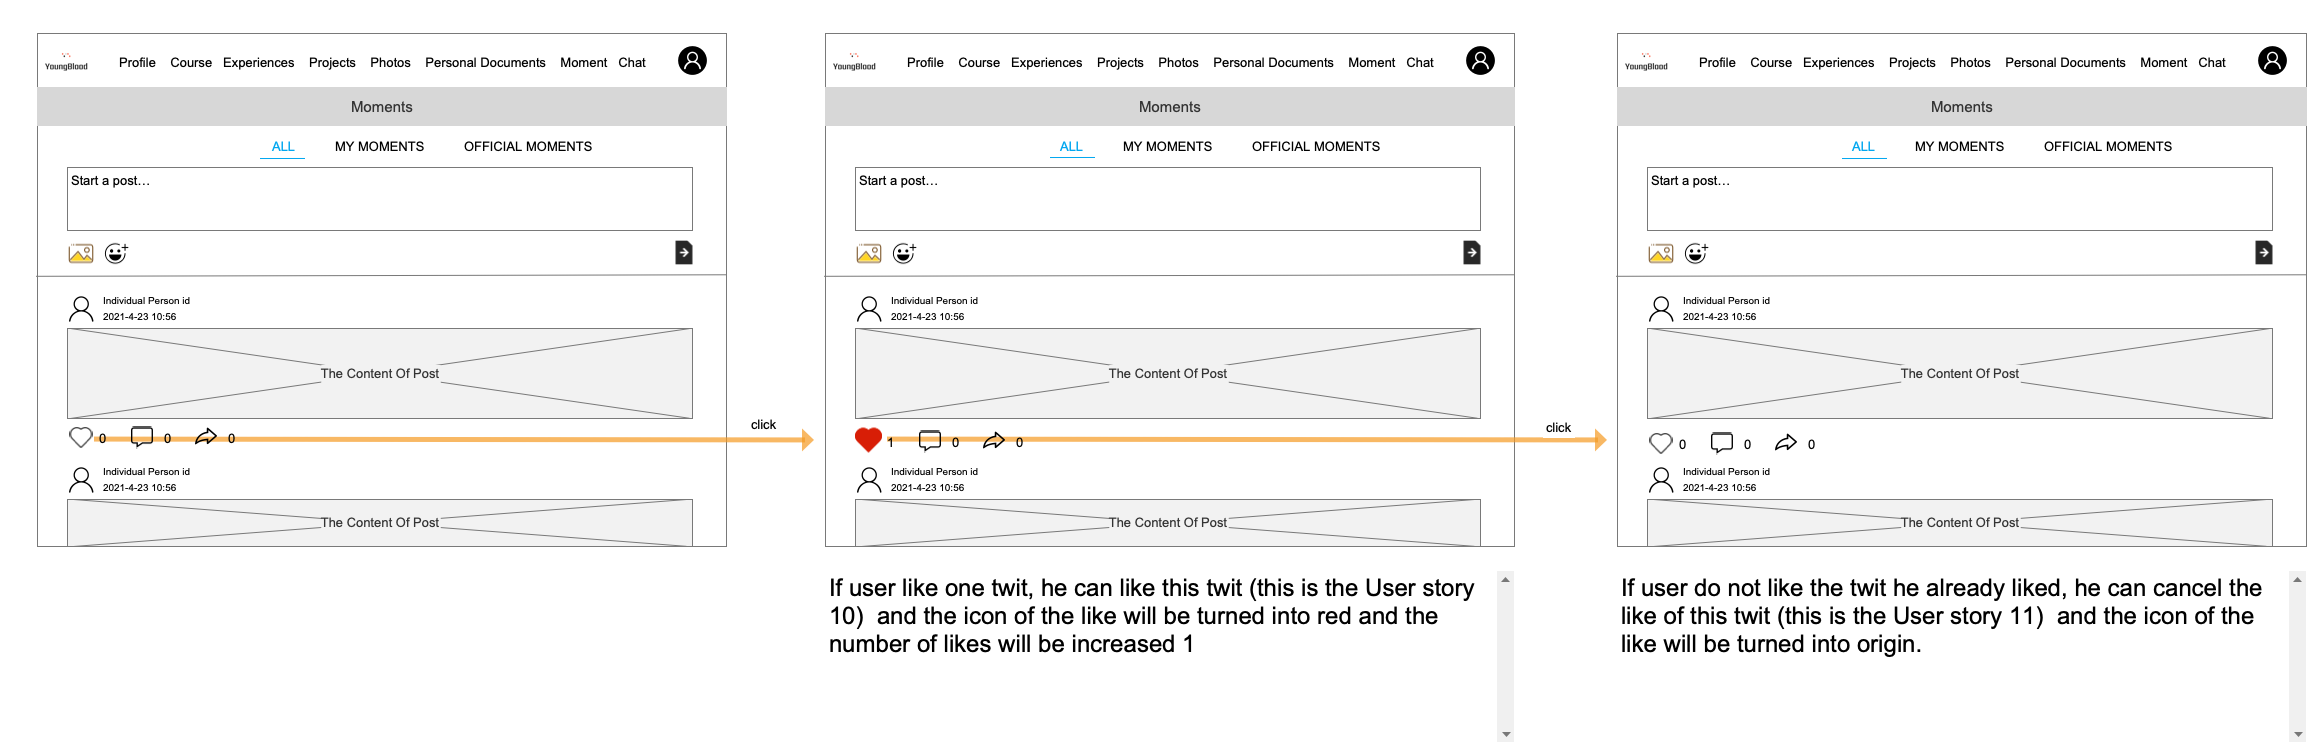 YoungBlood Profile Course Experiences Projects Photos Personal Documents Moment Chat
Moments
ALL MY MOMENTS OFFICIAL MOMENTS
Start a post...
Individual Person id
2021-4-23 10:56
The Content Of Post
0 0 0
Individual Person id
2021-4-23 10:56
The Content Of Post
click
YoungBlood Profile Course Experiences Projects Photos Personal Documents Moment Chat
Moments
ALL MY MOMENTS OFFICIAL MOMENTS
Start a post...
Individual Person id
2021-4-23 10:56
The Content Of Post
1 0 0
Individual Person id
2021-4-23 10:56
The Content Of Post
If user like one twit, he can like this twit (this is the User story
10)  and the icon of the like will be turned into red and the
number of likes will be increased 1
click
YoungBlood Profile Course Experiences Projects Photos Personal Documents Moment Chat
Moments
ALL MY MOMENTS OFFICIAL MOMENTS
Start a post...
Individual Person id
2021-4-23 10:56
The Content Of Post
0 0 0
Individual Person id
2021-4-23 10:56
The Content Of Post
If user do not like the twit he already liked, he can cancel the
like of this twit (this is the User story 11)  and the icon of the
like will be turned into origin.